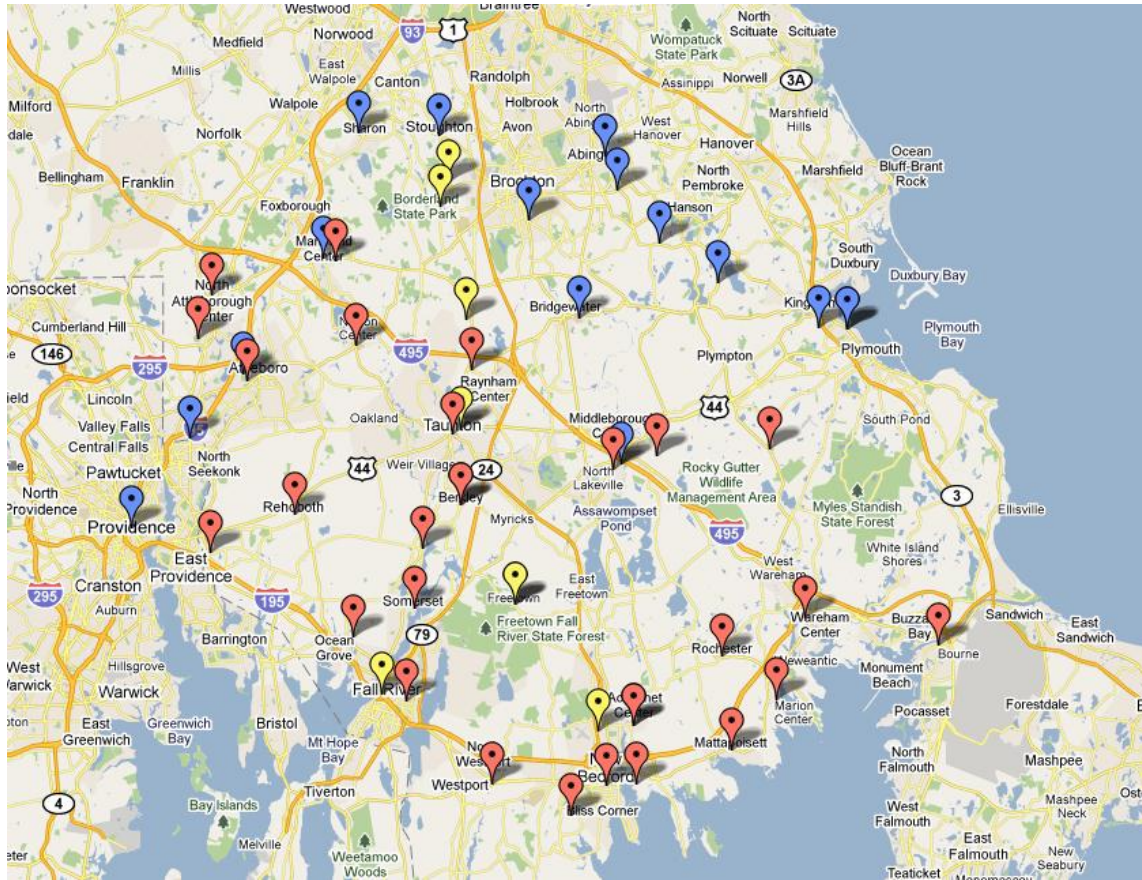 Westwood
Braintree
Medfield
Norwood
93
1
Wompatuck
State Park
North
Scituate
Scituate
Millis
East
Walpole
Canton
Randolph
Assinippi
Norwell
3A
Milford
Walpole
Sharon
Stoughton
Holbrook
Avon
North
Abing
West
Hanover
Marshfield
Hills
Norfolk
Abing
Hanover
Ocean
Bluff-Brant
Rock
Bellingham
Franklin
Brockton
North
Pembroke
Marshfield
Foxborough
Borderland
State Park
Hanson
Center
South
Duxbury
Duxbury Bay
North
Attleborough
Center
Bridgewater
Cumberland Hill
Center
Plymouth
Bay
146
295
495
Plympton
Plymouth
Attleboro
Raynham
Center
Lincoln
Oakland
Taunton
Middleborough
44
South Pond
Valley Falls
Central Falls
North
Seekonk
Weir Village
North
Lakeville
Rocky Gutter
Wildlife
Management Area
Pawtucket
44
24
3
North
Providence
Rehoboth
Berkley
Assawompset
Pond
Myles Standish
State Forest
Ellisville
Providence
Myricks
495
East
Providence
West
Wareham
White Island
Shores
Cranston
295
195
Somerset
Freetown
East
Freetown
Auburn
Wareham
Center
Sandwich
East
Sandwich
Barrington
Ocean
Grove
79
Freetown Fall
River State Forest
Rochester
Bay
Bourne
West
Warwick
Hillsgrove
Warwick
Fall River
Weweantic
Monument
Beach
Marion
Center
Pocasset
Forestdale
East
Greenwich
Greenwich
Bay
Bristol
Mt Hope
Bay
Center
Mattapoisett
Westport
New
Bedford
North
Falmouth
Mashpee
4
Bay Islands
Tiverton
Bliss Corner
West
Falmouth
Mashpee
Neck
Melville
Weetamoo
Woods
East
Falmouth
New
Seabury
Teaticket